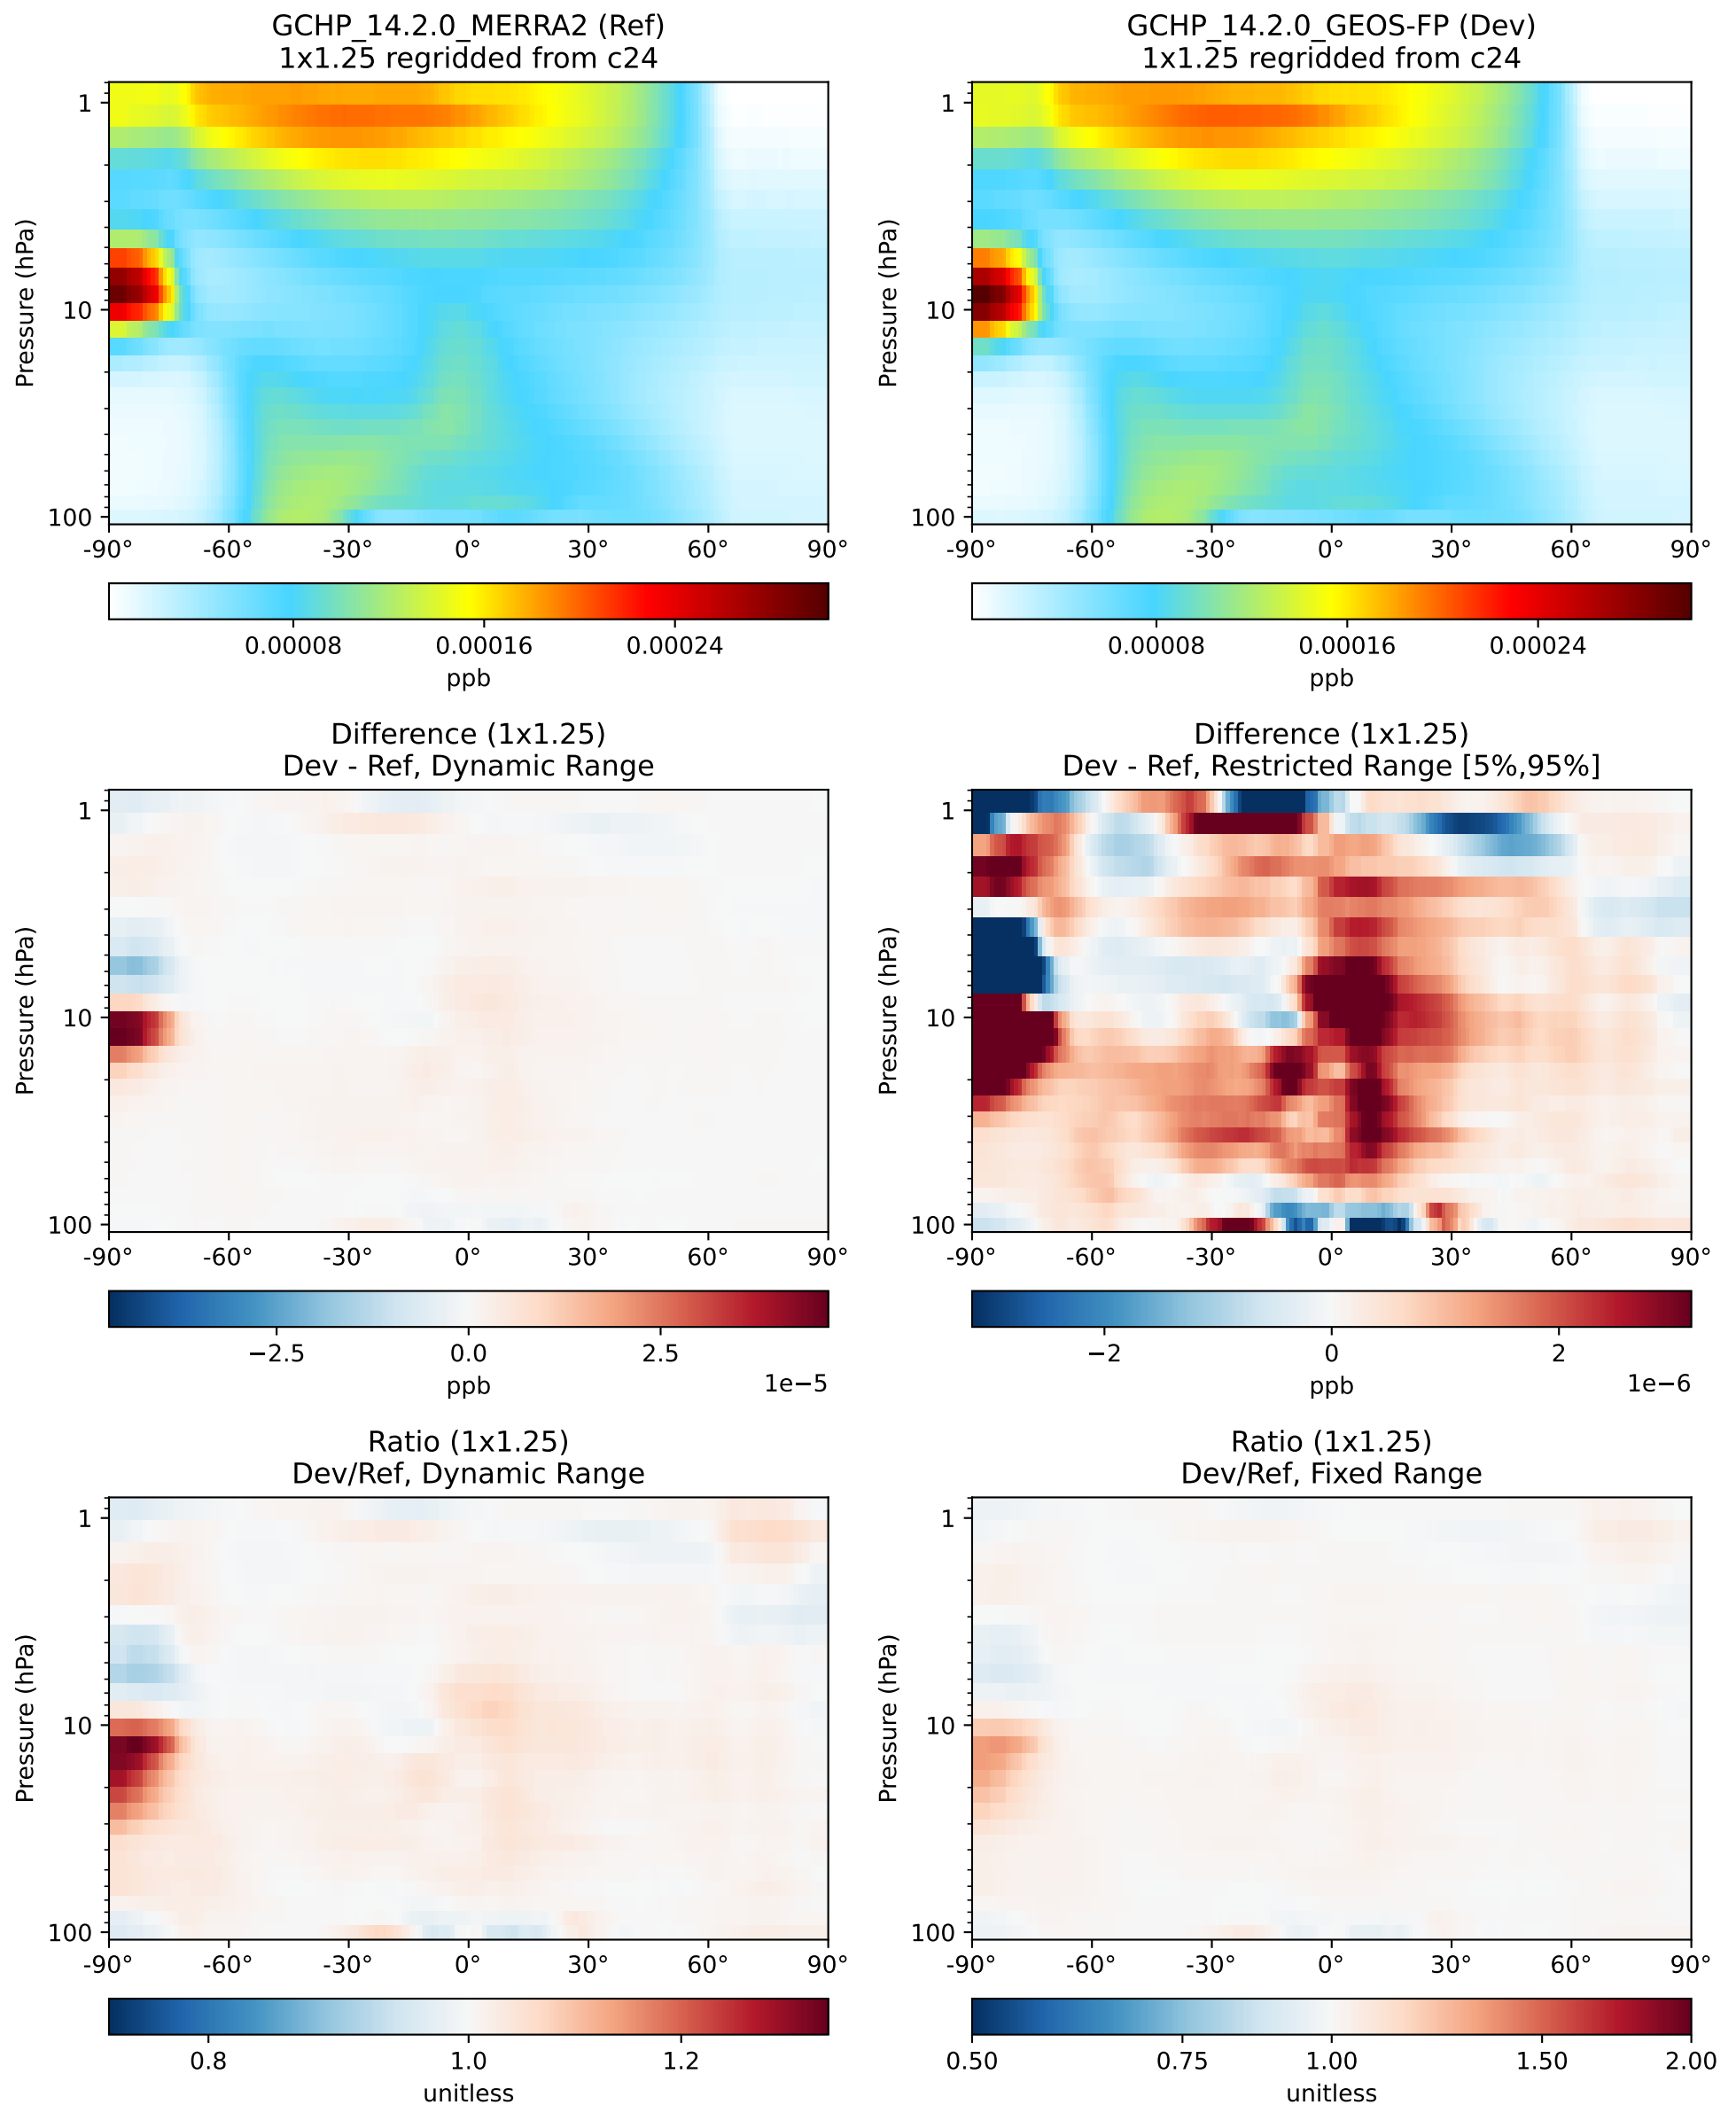 GCHP_14.2.0_MERRA2 (Ref)
1x1.25 regridded from c24
GCHP_14.2.0_GEOS-FP (Dev)
1x1.25 regridded from c24
Pressure (hPa)
1
10
100
-90° -60° -30° 0° 30° 60° 90°
0.00008 0.00016 0.00024
ppb
Pressure (hPa)
1
10
100
-90° -60° -30° 0° 30° 60° 90°
0.00008 0.00016 0.00024
ppb
Difference (1x1.25)
Dev - Ref, Dynamic Range
Pressure (hPa)
1
10
100
-90° -60° -30° 0° 30° 60° 90°
−2.5 0.0 2.5
ppb
1e−5
Difference (1x1.25)
Dev - Ref, Restricted Range [5%,95%]
Pressure (hPa)
1
10
100
-90° -60° -30° 0° 30° 60° 90°
−2 0 2
ppb
1e−6
Ratio (1x1.25)
Dev/Ref, Dynamic Range
Pressure (hPa)
1
10
100
-90° -60° -30° 0° 30° 60° 90°
0.8 1.0 1.2
unitless
Ratio (1x1.25)
Dev/Ref, Fixed Range
Pressure (hPa)
1
10
100
-90° -60° -30° 0° 30° 60° 90°
0.50 0.75 1.00 1.50 2.00
unitless